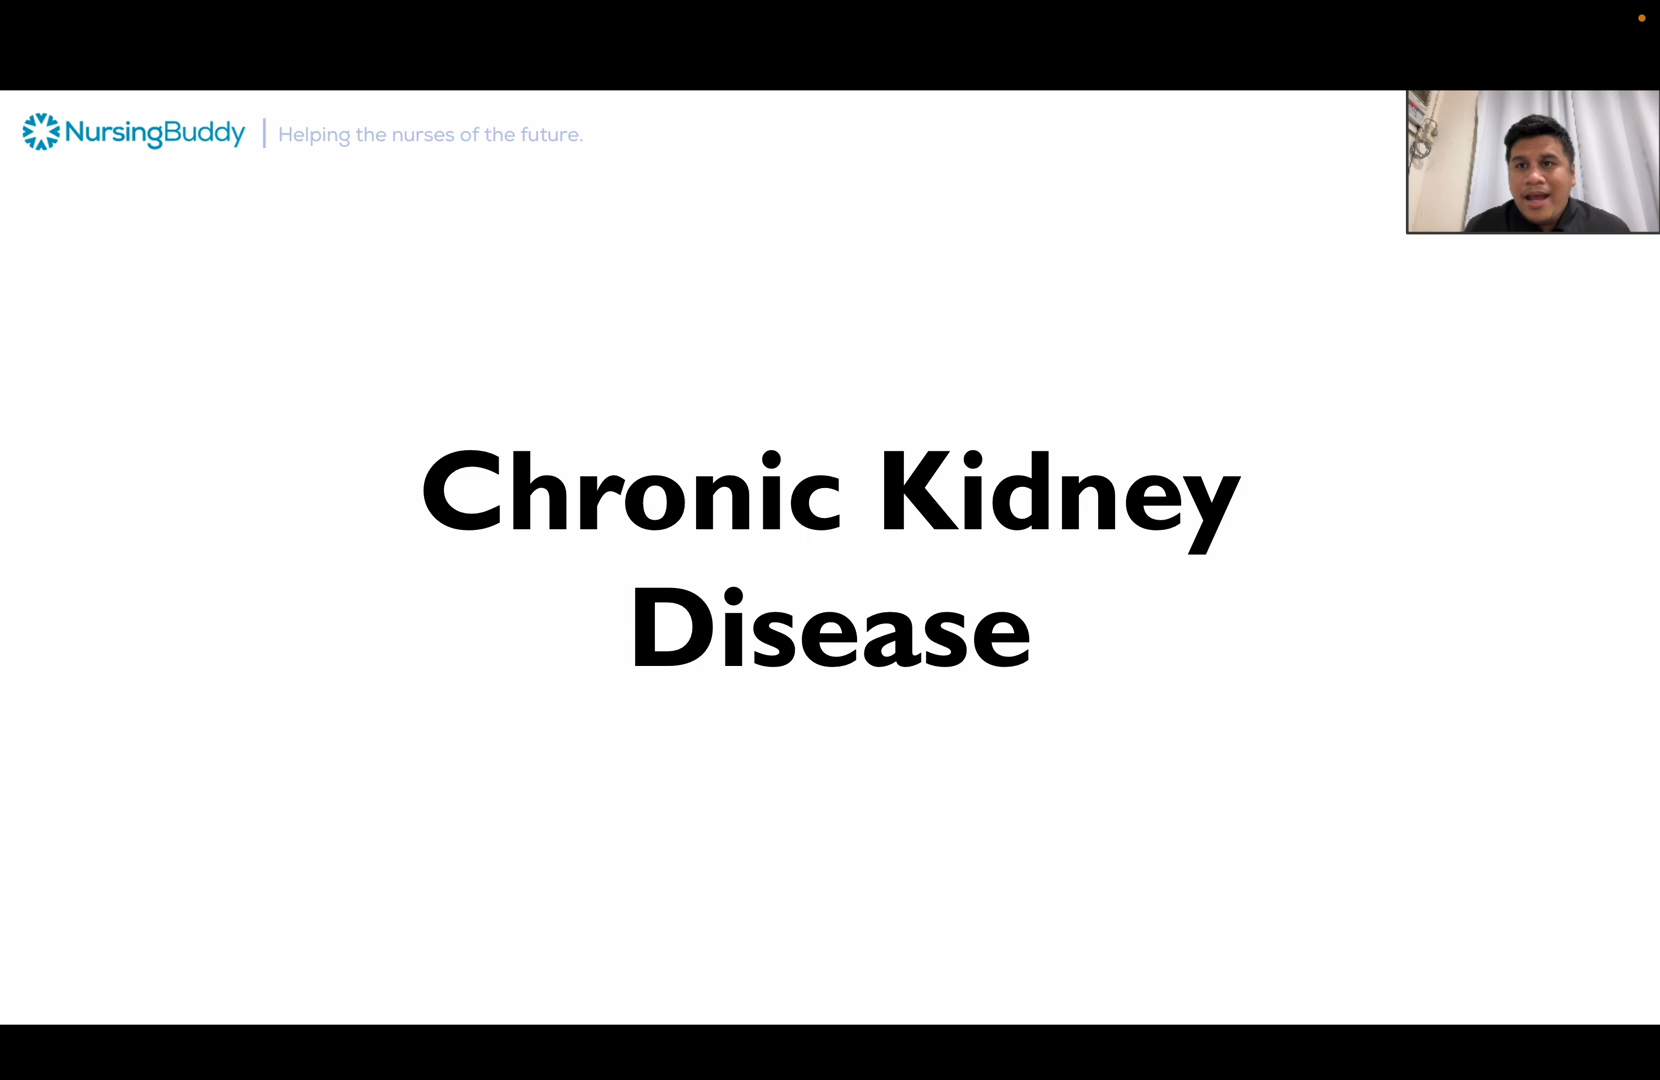 NursingBuddy | Helping the nurses of the future.
Chronic Kidney
Disease